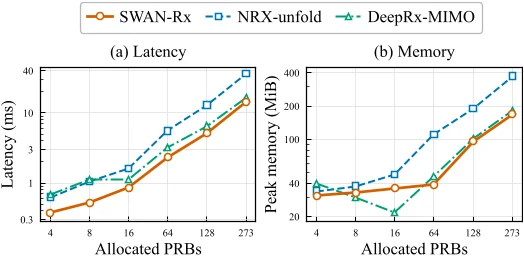 SWAN-Rx NRX-unfold DeepRx-MIMO
(a) Latency
Latency (ms)
40
10
3
1
0.3
4 8 16 64 128 273
Allocated PRBs
(b) Memory
Peak memory (MiB)
400
200
100
40
20
4 8 16 64 128 273
Allocated PRBs